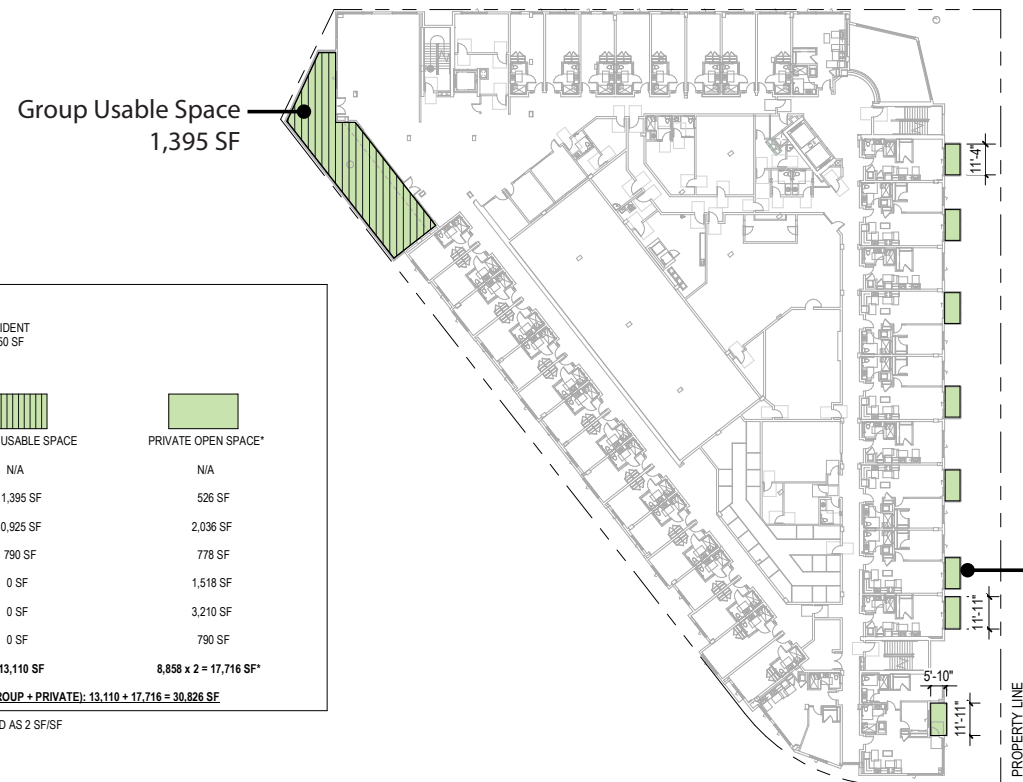 Group Usable Space
1,395 SF
IDENT
50 SF
USABLE SPACE PRIVATE OPEN SPACE*
N/A N/A
1,395 SF 526 SF
0,925 SF 2,036 SF
790 SF 778 SF
0 SF 1,518 SF
0 SF 3,210 SF
0 SF 790 SF
13,110 SF 8,858 x 2 = 17,716 SF*
ROUP + PRIVATE): 13,110 + 17,716 = 30,826 SF
D AS 2 SF/SF
11'-4"
11'-11"
5'-10"
11'-11"
PROPERTY LINE